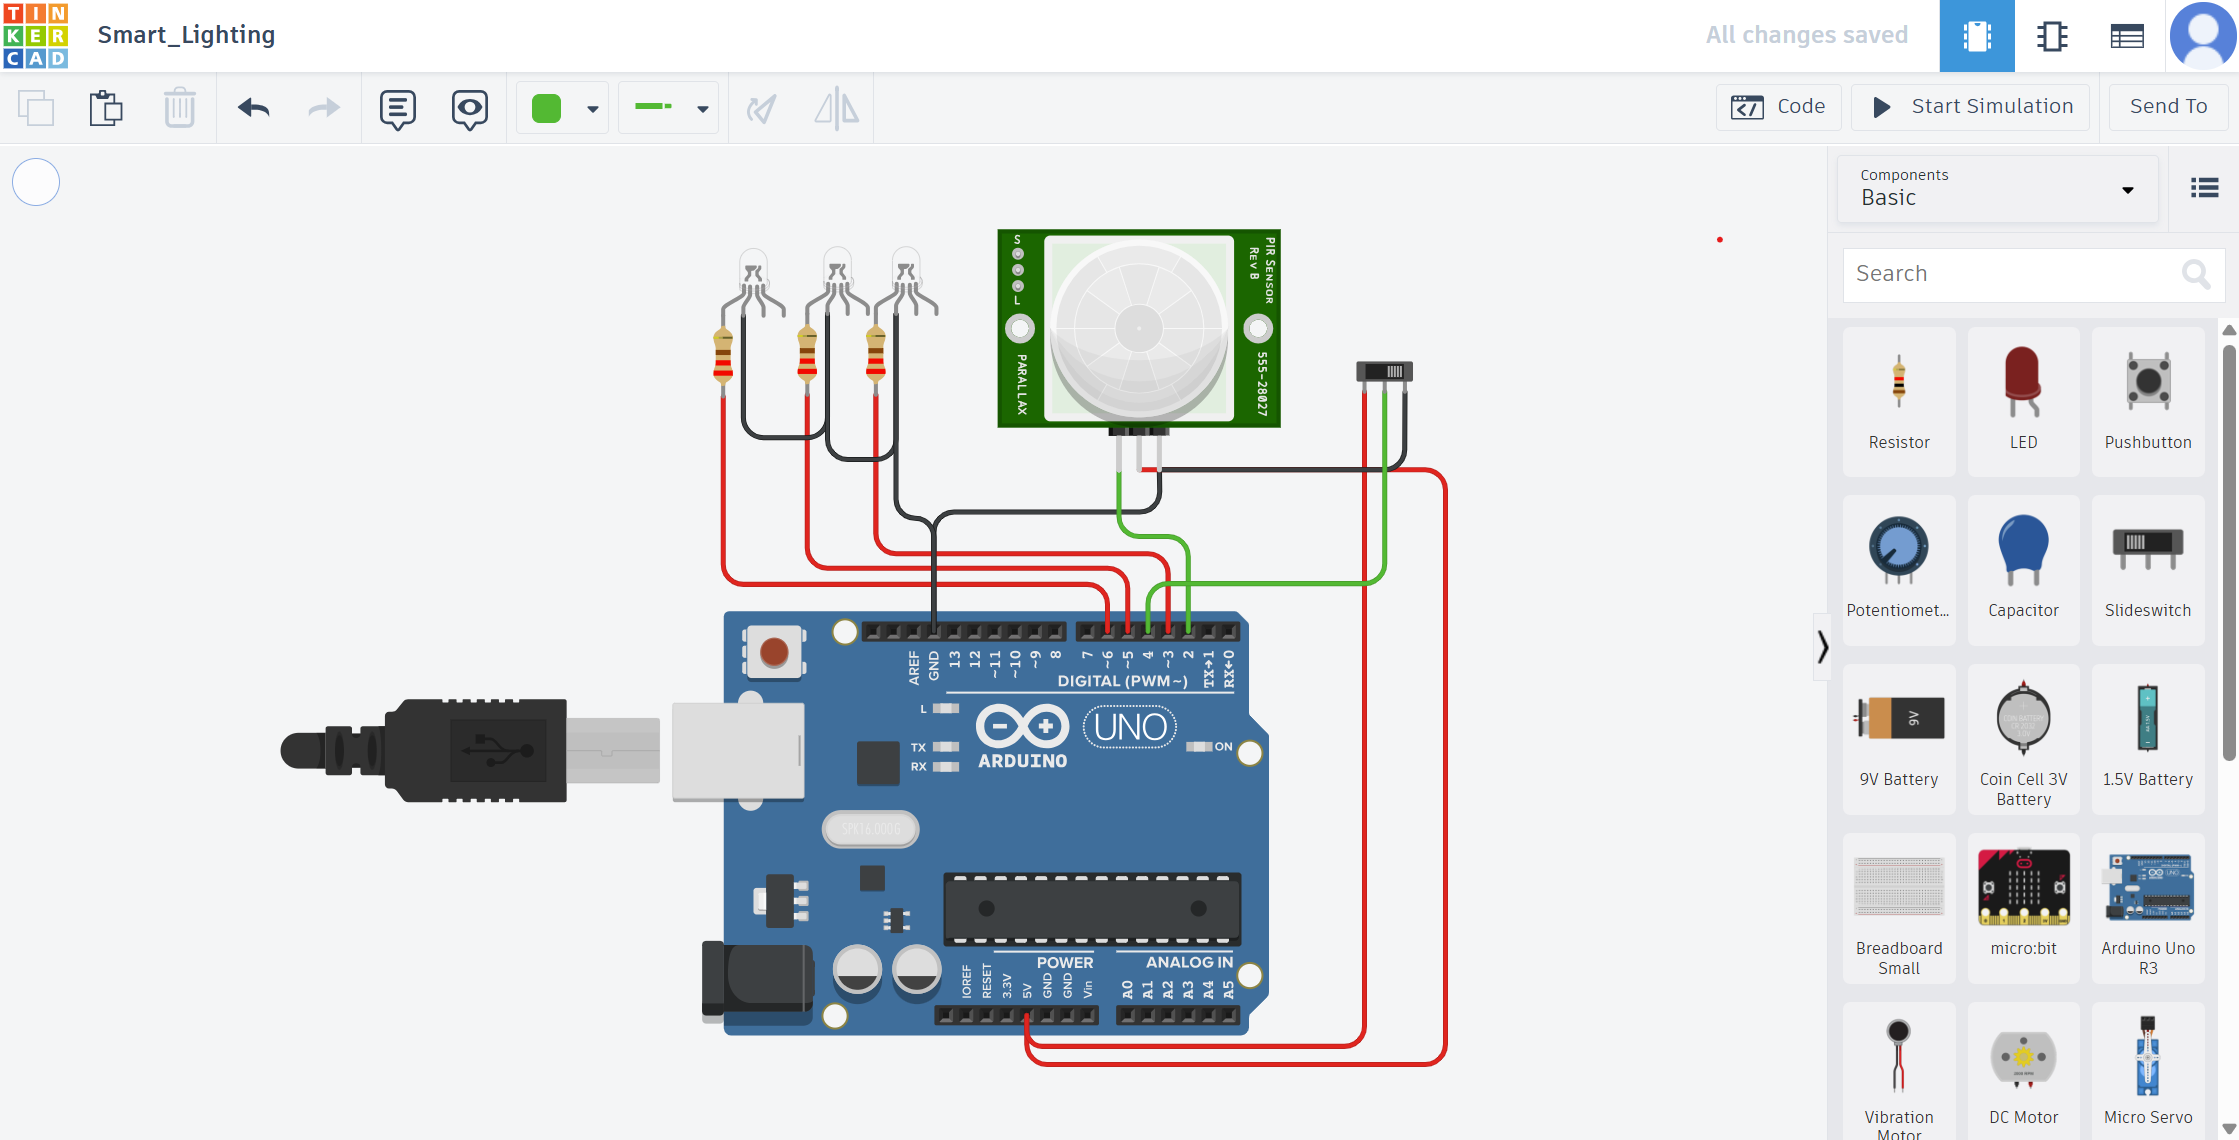 TIN
KER
CAD
Smart_Lighting
All changes saved
Code
Start Simulation
Send To
Components
Basic
Search
Resistor
LED
Pushbutton
Potentiomet...
Capacitor
Slideswitch
9V
9V Battery
Coin Cell 3V
Battery
1.5V Battery
Breadboard
Small
micro:bit
Arduino Uno
R3
Vibration
Motor
DC Motor
Micro Servo
S
L
PARALLAX
PIR SENSOR
REV B
555-28027
AREF
GND
13
12
~11
~10
~9
8
7
~6
~5
4
~3
2
TX→1
RX←0
DIGITAL (PWM~)
L
TX
RX
ARDUINO
UNO
ON
SPK16.000G
POWER
ANALOG IN
IOREF
RESET
3.3V
5V
GND
GND
Vin
A0
A1
A2
A3
A4
A5